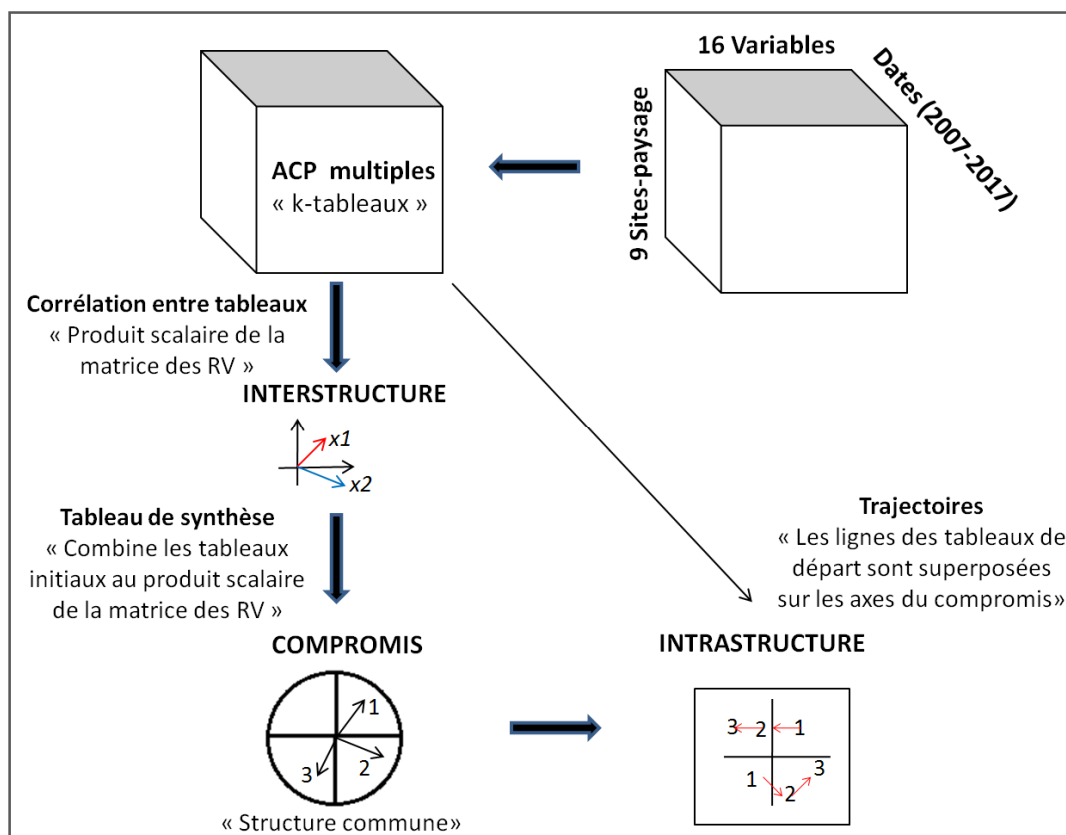 16 Variables
Dates (2007-2017)
9 Sites-paysage
ACP multiples
« k-tableaux »
Corrélation entre tableaux
« Produit scalaire de la
matrice des RV »
INTERSTRUCTURE
x1
x2
Tableau de synthèse
« Combine les tableaux
initiaux au produit scalaire
de la matrice des RV »
Trajectoires
« Les lignes des tableaux de
départ sont superposées
sur les axes du compromis»
COMPROMIS
1
2
3
« Structure commune»
INTRASTRUCTURE
3 2 1
1 2 3